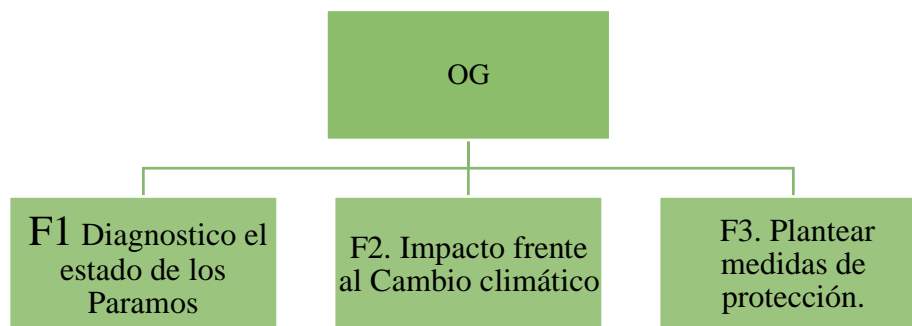 OG
F1 Diagnostico el
estado de los
Paramos
F2. Impacto frente
al Cambio climático
F3. Plantear
medidas de
protección.